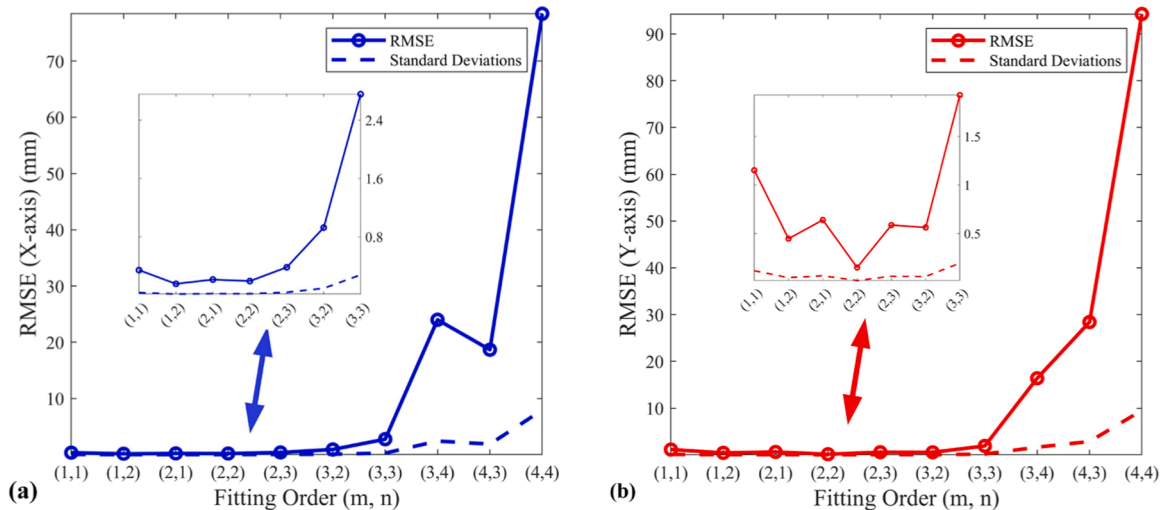 RMSE (X-axis) (mm)
80
70
60
50
40
30
20
10
RMSE
Standard Deviations
2.4
1.6
0.8
(1,1) (1,2) (2,1) (2,2) (2,3) (3,2) (3,3)
(1,1) (1,2) (2,1) (2,2) (2,3) (3,2) (3,3) (3,4) (4,3) (4,4)
Fitting Order (m, n)
(a)
RMSE (Y-axis) (mm)
90
80
70
60
50
40
30
20
10
RMSE
Standard Deviations
1.5
1
0.5
(1,1) (1,2) (2,1) (2,2) (2,3) (3,2) (3,3)
(1,1) (1,2) (2,1) (2,2) (2,3) (3,2) (3,3) (3,4) (4,3) (4,4)
Fitting Order (m, n)
(b)